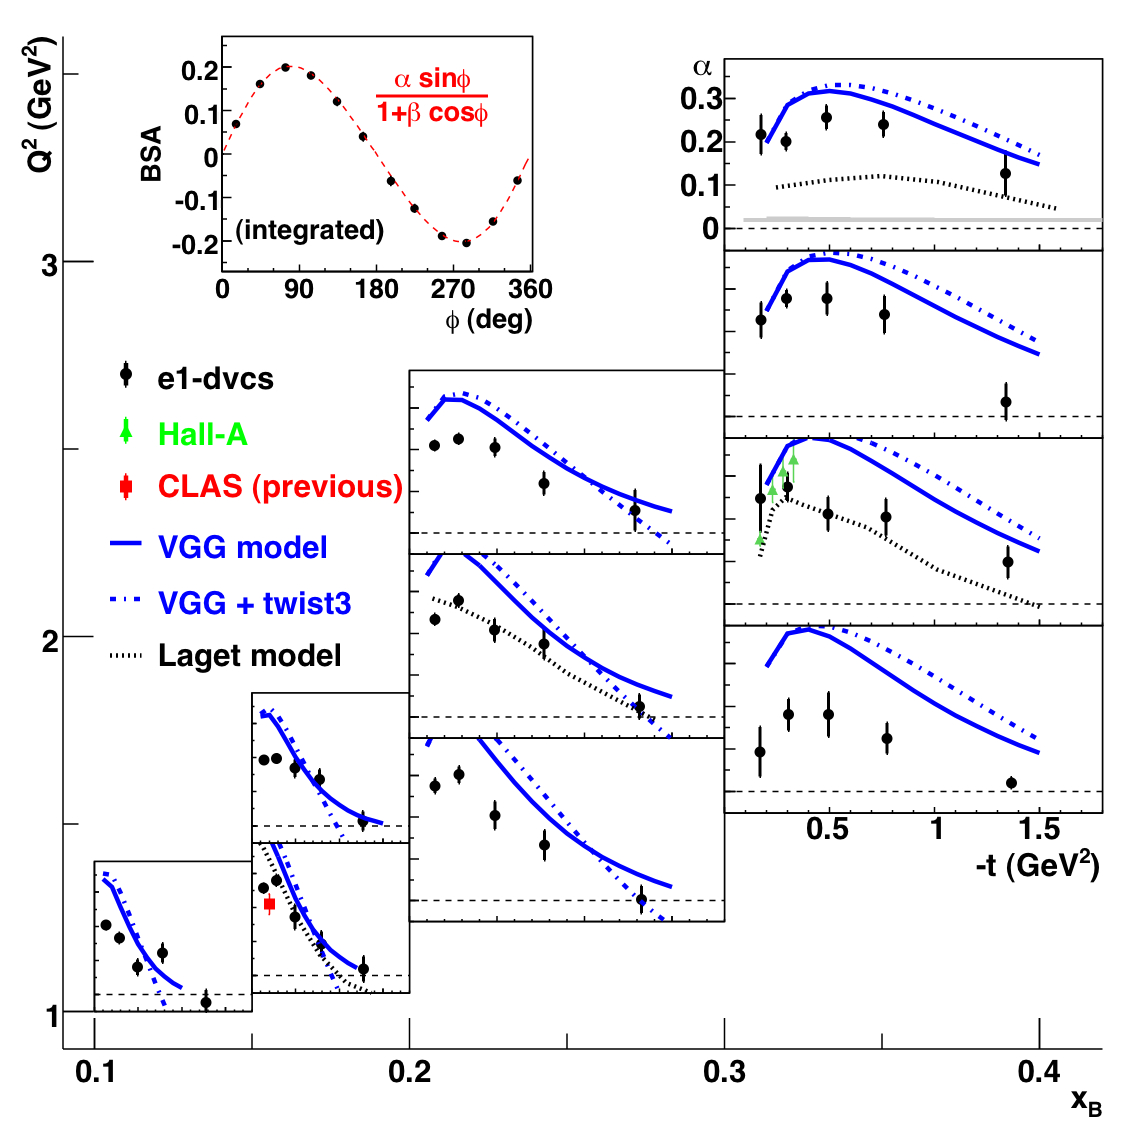 Q² (GeV²)
3
2
1
0.1
0.2
0.3
0.4
x_B
BSA
0.2
0.1
0
-0.1
-0.2
α sinϕ
1+β cosϕ
(integrated)
0 90 180 270 360
ϕ (deg)
e1-dvcs
Hall-A
CLAS (previous)
VGG model
VGG + twist3
Laget model
α
0.3
0.2
0.1
0
0.5 1 1.5
-t (GeV²)